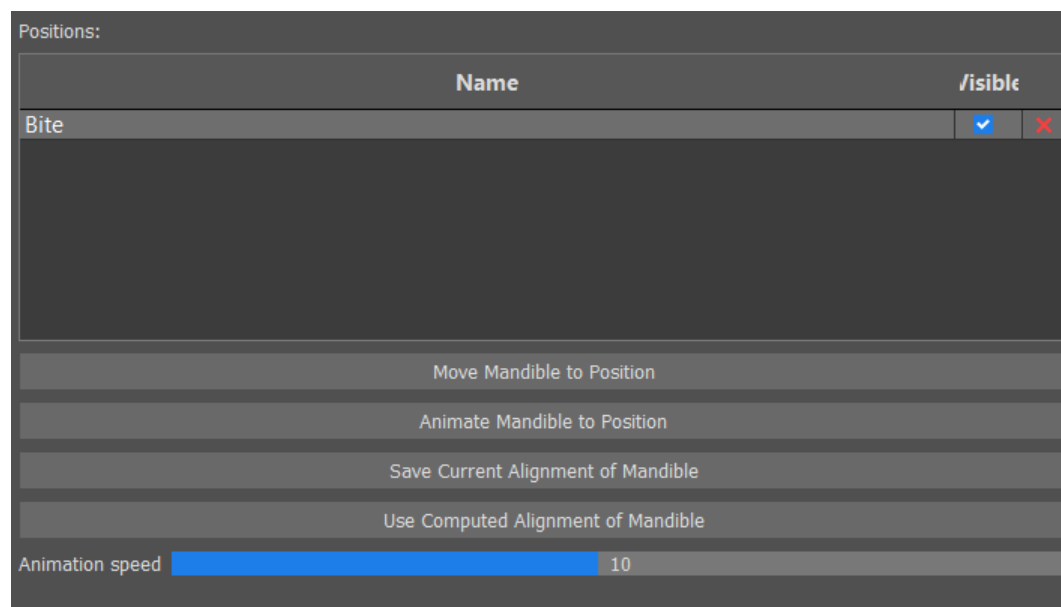 Positions:
Name Visible
Bite
Move Mandible to Position
Animate Mandible to Position
Save Current Alignment of Mandible
Use Computed Alignment of Mandible
Animation speed 10